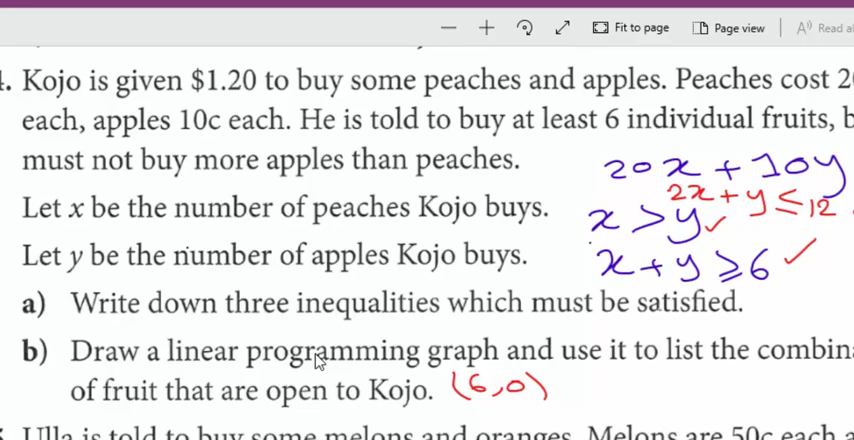 Fit to page Page view Read al
4. Kojo is given $1.20 to buy some peaches and apples. Peaches cost 20
each, apples 10c each. He is told to buy at least 6 individual fruits, b
must not buy more apples than peaches.
20x + 10y
2x + y ≤ 12
Let x be the number of peaches Kojo buys.
x > y ✓
Let y be the number of apples Kojo buys.
x + y ≥ 6 ✓
a) Write down three inequalities which must be satisfied.
b) Draw a linear programming graph and use it to list the combin
of fruit that are open to Kojo. (6,0)
Ulla is told to buy some melons and oranges. Melons are 50c each a